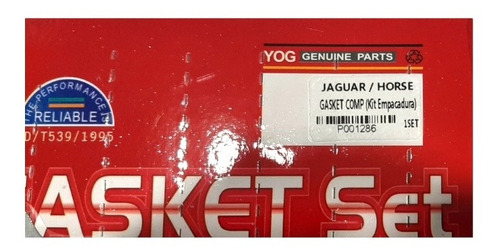 YOG GENUINE PARTS
JAGUAR / HORSE
GASKET COMP (Kit Empacadura)
P001286 1SET
THE PERFORMANCE
RELIABLE
/T539/1995
ASKET Set